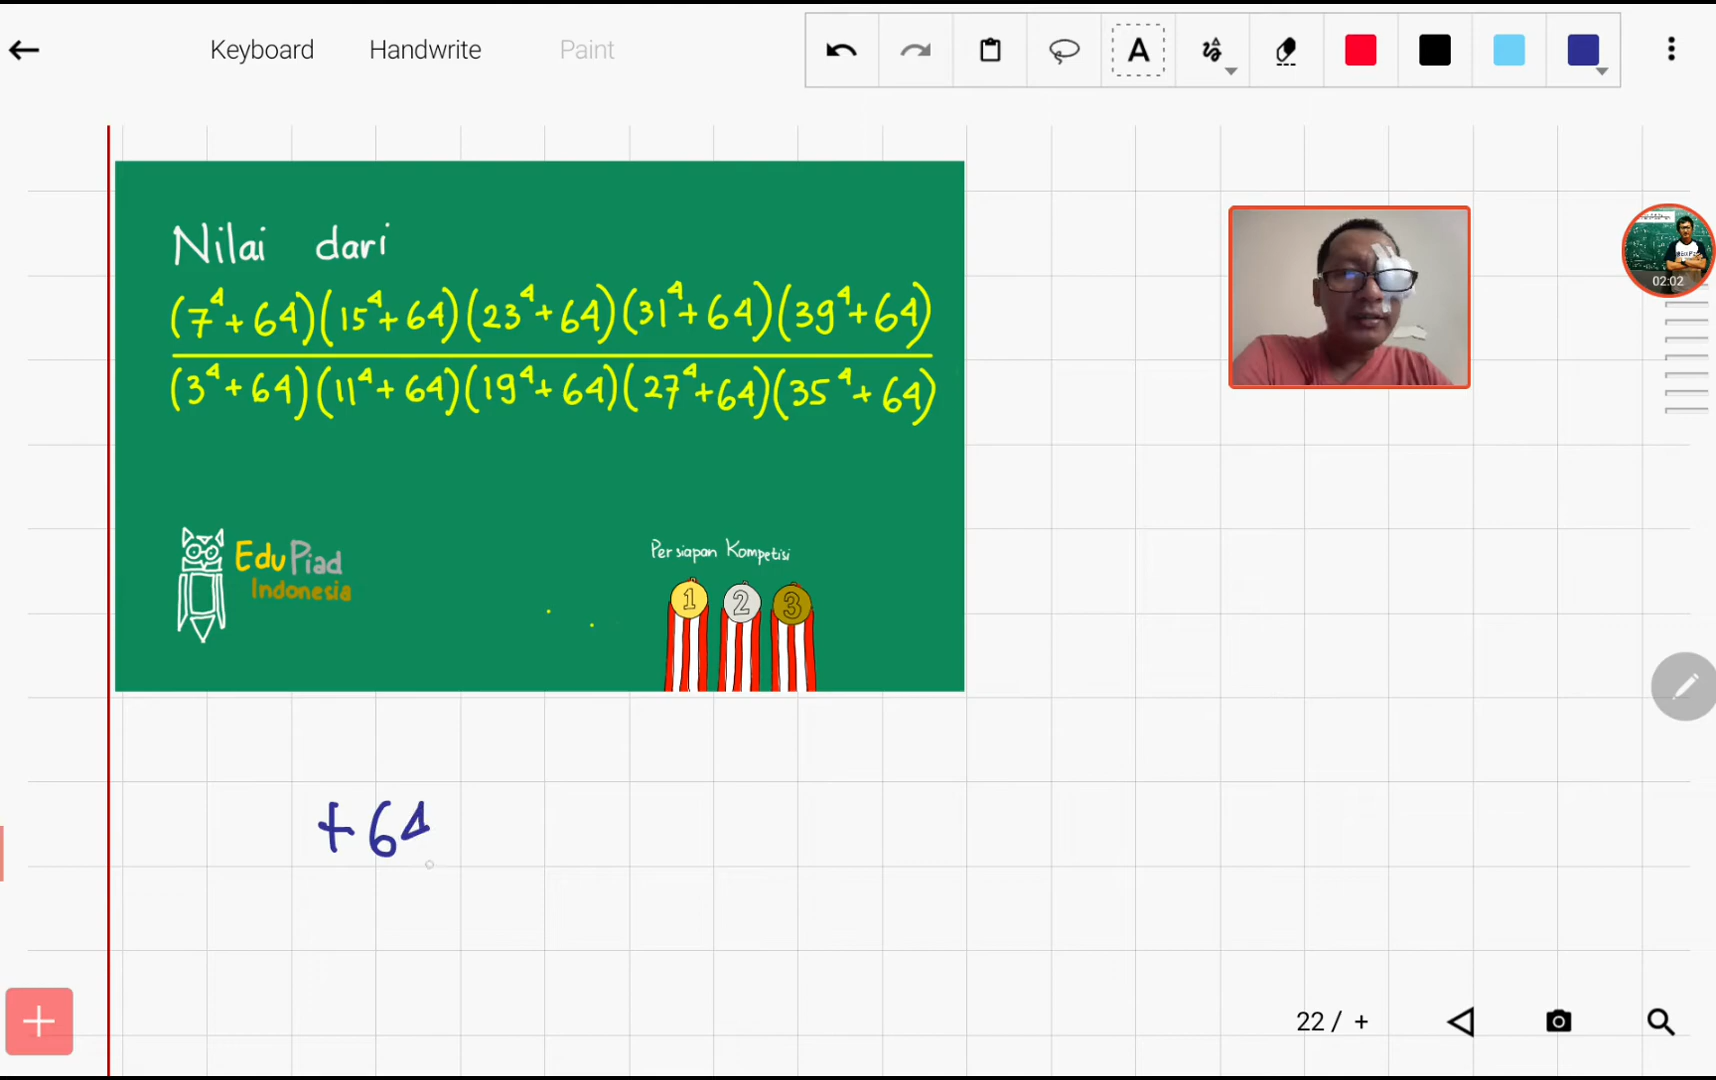 Keyboard Handwrite Paint
A
02:02
Nilai dari
(7⁴+64)(15⁴+64)(23⁴+64)(31⁴+64)(39⁴+64)
(3⁴+64)(11⁴+64)(19⁴+64)(27⁴+64)(35⁴+64)
EduPiad
Indonesia
Persiapan Kompetisi
1 2 3
+64
22 / +